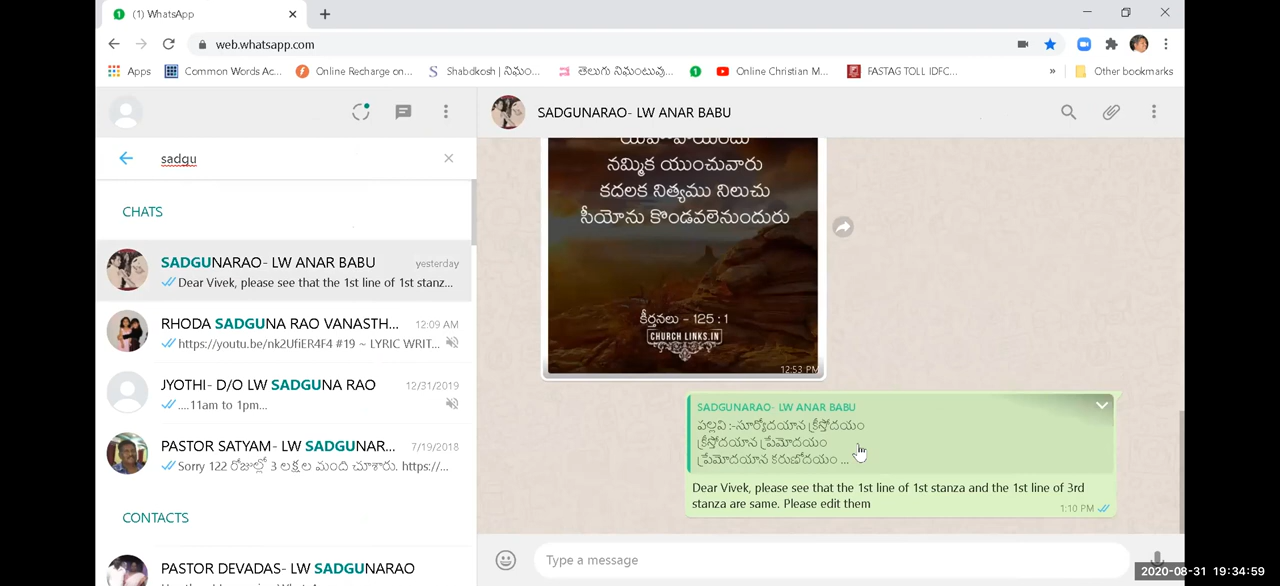 (1) WhatsApp
web.whatsapp.com
Apps
Common Words Ac...
Online Recharge on...
Shabdkosh | నిఘం...
తెలుగు నిఘంటువు...
Online Christian M...
FASTAG TOLL IDFC...
»
Other bookmarks
SADGUNARAO- LW ANAR BABU
sadgu
CHATS
SADGUNARAO- LW ANAR BABU
yesterday
Dear Vivek, please see that the 1st line of 1st stanz...
RHODA SADGUNA RAO VANASTH...
12:09 AM
https://youtu.be/nk2UfiER4F4 #19 ~ LYRIC WRIT...
JYOTHI- D/O LW SADGUNA RAO
12/31/2019
....11am to 1pm...
PASTOR SATYAM- LW SADGUNAR...
7/19/2018
Sorry 122 రోజుల్లో 3 లక్షల మంది చూశారు. https://...
CONTACTS
PASTOR DEVADAS- LW SADGUNARAO
నమ్మిక యుంచువారు
కదలక నిత్యము నిలుచు
సీయోను కొండవలెనుందురు
కీర్తనలు - 125 : 1
CHURCH LINKS.IN
12:53 PM
SADGUNARAO- LW ANAR BABU
పల్లవి :-సూర్యోదయాన క్రీస్తోదయం
క్రీస్తోదయాన ప్రేమోదయం
ప్రేమోదయాన కరుణోదయం ...
Dear Vivek, please see that the 1st line of 1st stanza and the 1st line of 3rd
stanza are same. Please edit them
1:10 PM
Type a message
2020-08-31 19:34:59